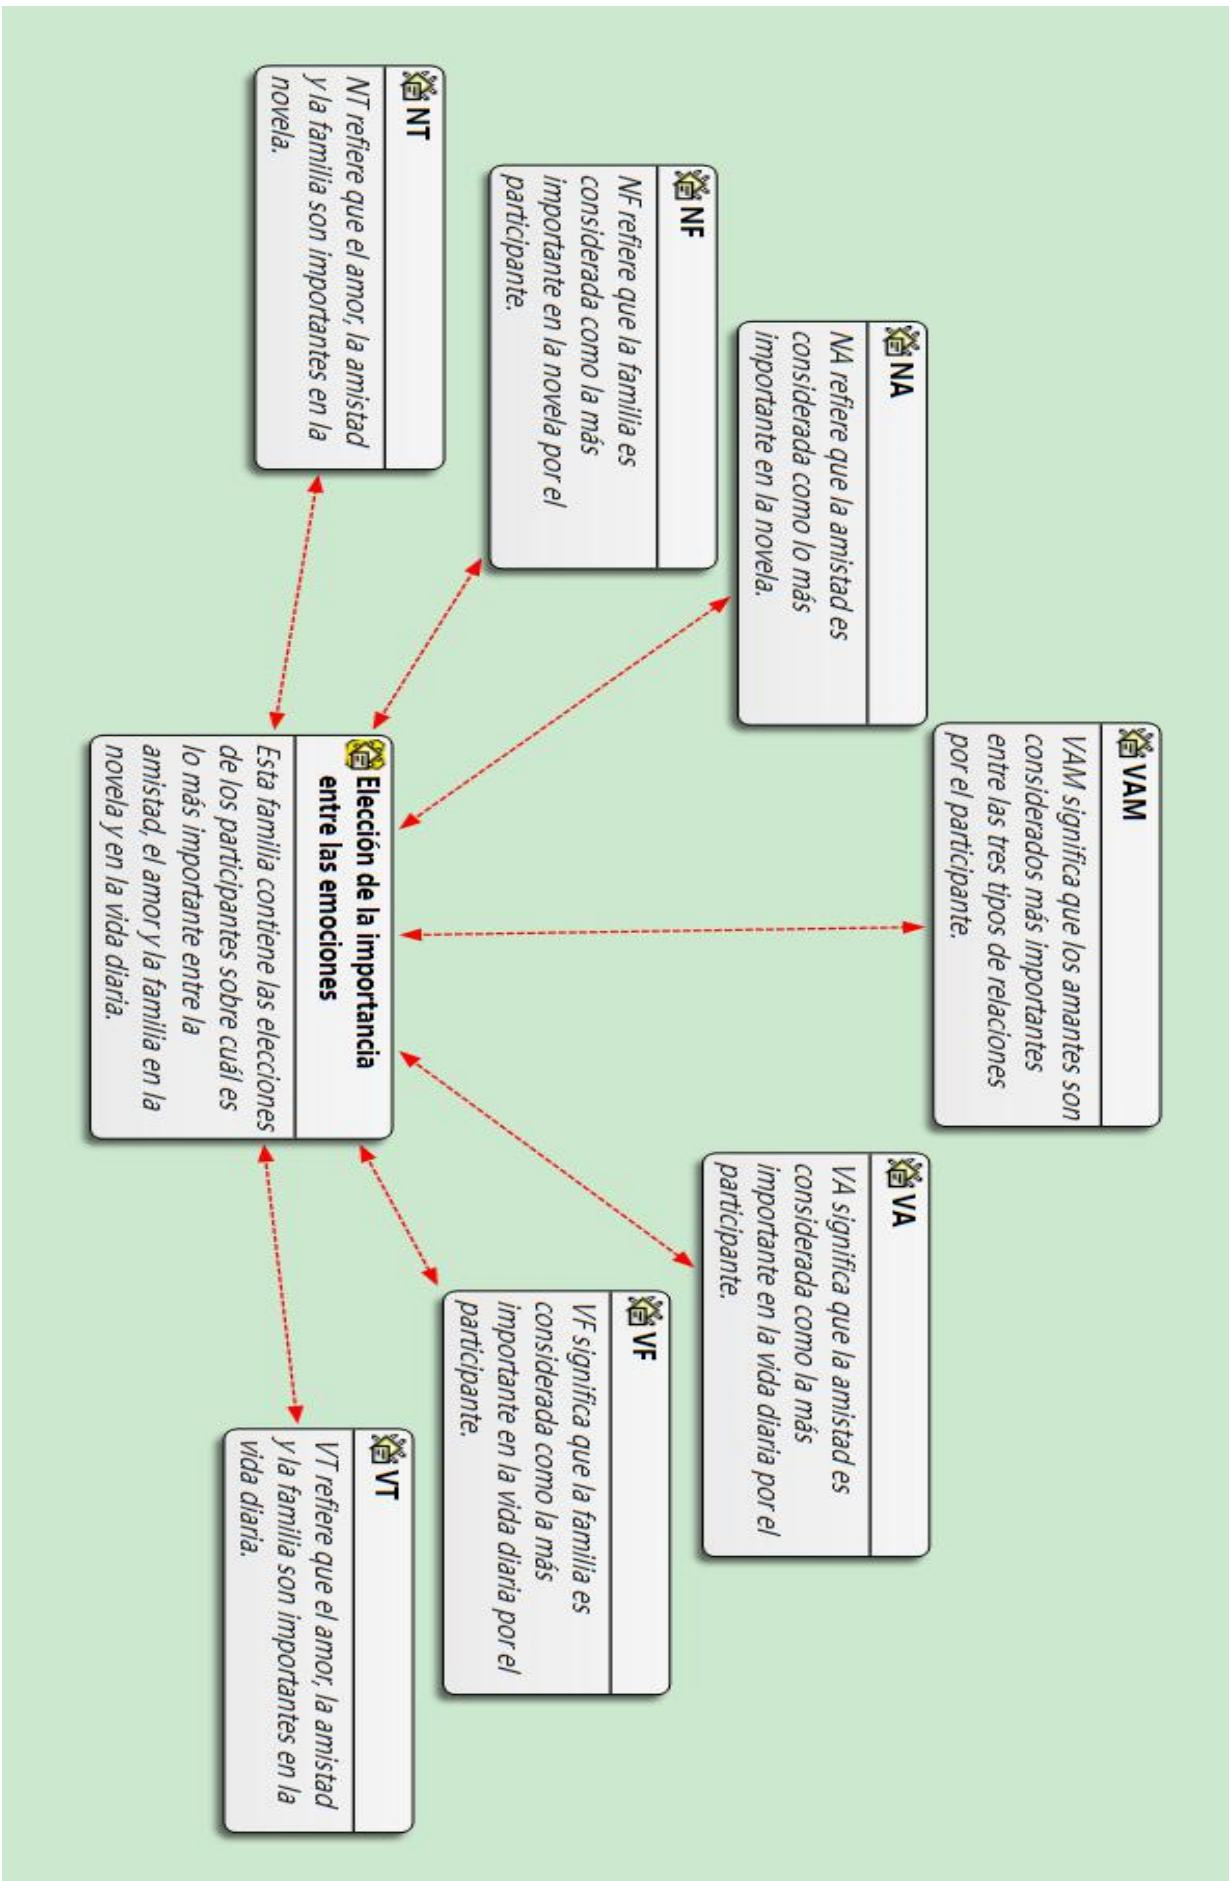 NT
NT refiere que el amor, la amistad
y la familia son importantes en la
novela.
NF
NF refiere que la familia es
considerada como la más
importante en la novela por el
participante.
NA
NA refiere que la amistad es
considerada como lo más
importante en la novela.
VAM
VAM significa que los amantes son
considerados más importantes
entre las tres tipos de relaciones
por el participante.
VA
VA significa que la amistad es
considerada como la más
importante en la vida diaria por el
participante.
VF
VF significa que la familia es
considerada como la más
importante en la vida diaria por el
participante.
VT
VT refiere que el amor, la amistad
y la familia son importantes en la
vida diaria.
Elección de la importancia
entre las emociones
Esta familia contiene las elecciones
de los participantes sobre cuál es
lo más importante entre la
amistad, el amor y la familia en la
novela y en la vida diaria.